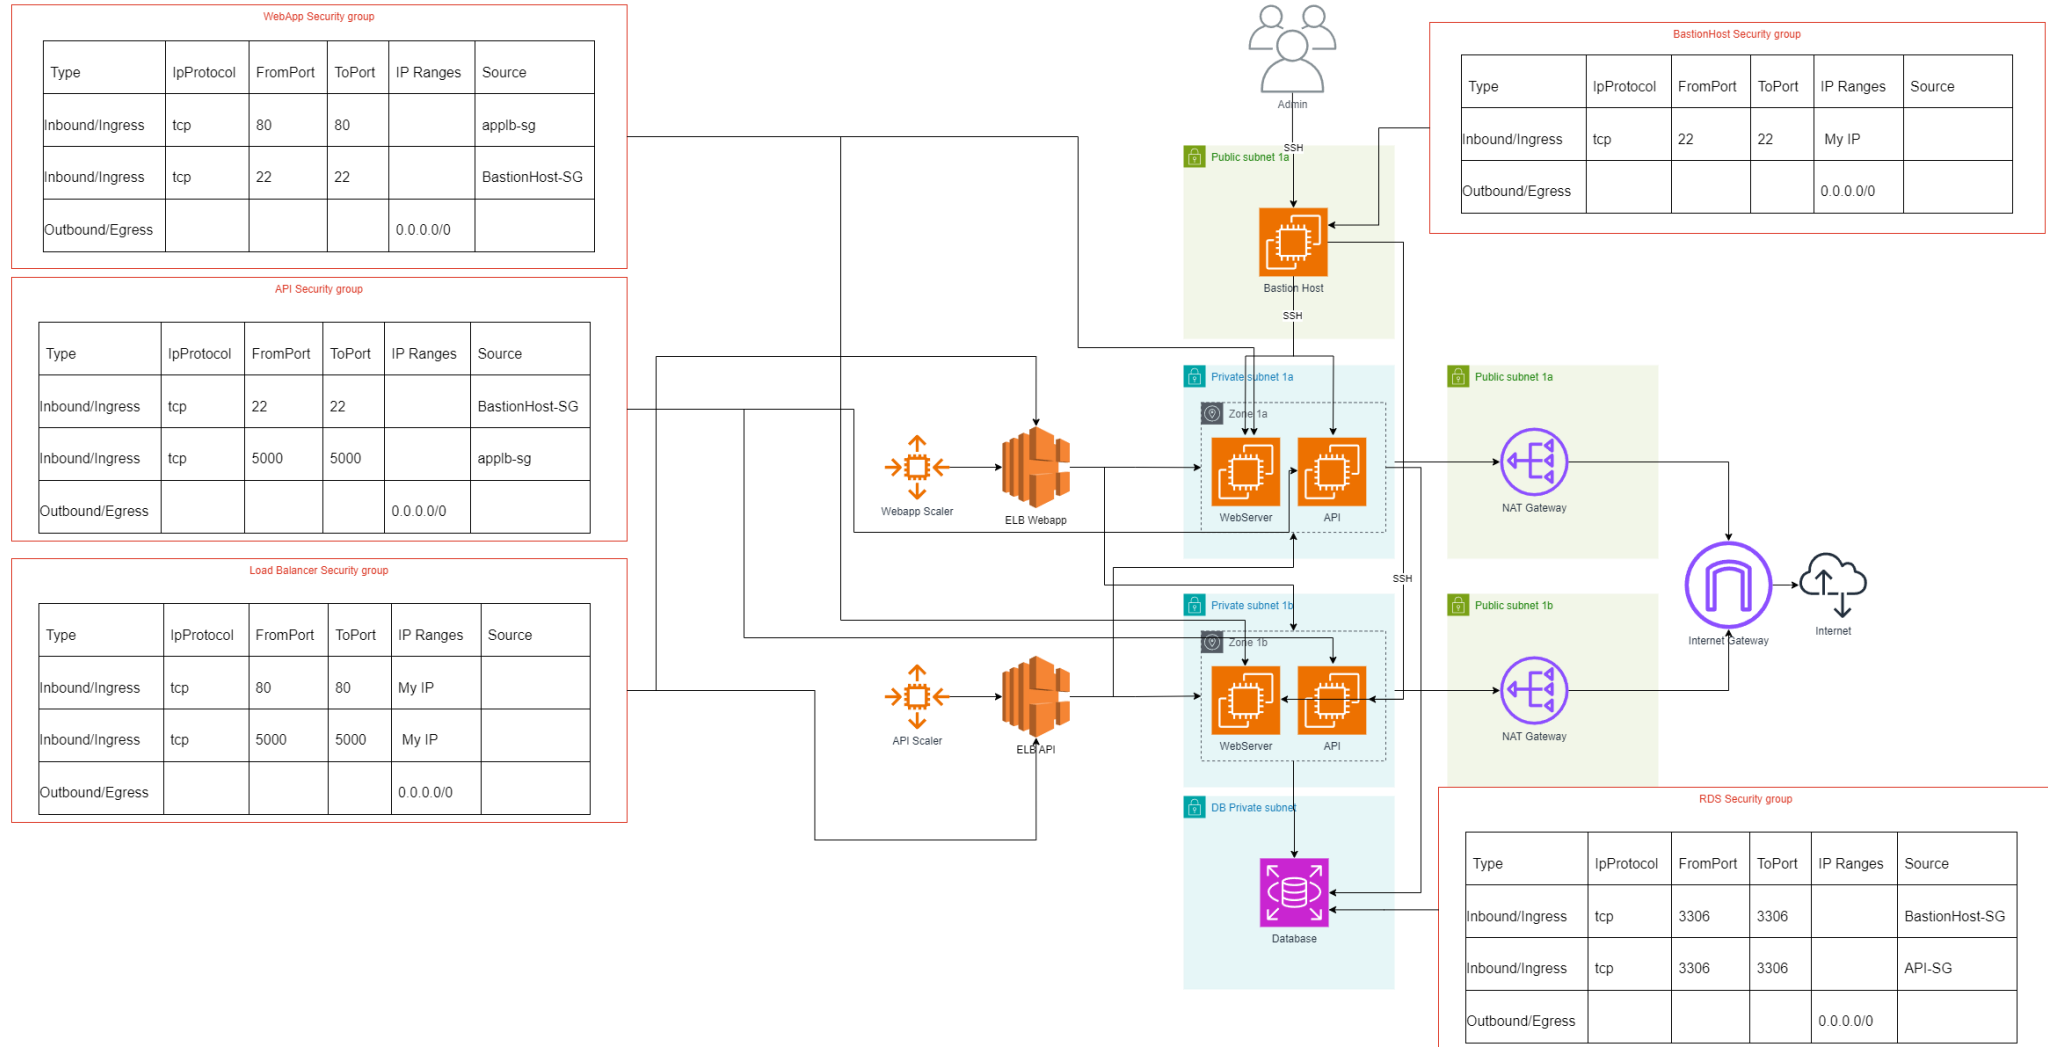 WebApp Security group
Type IpProtocol FromPort ToPort IP Ranges Source
Inbound/Ingress tcp 80 80 applb-sg
Inbound/Ingress tcp 22 22 BastionHost-SG
Outbound/Egress 0.0.0.0/0
API Security group
Type IpProtocol FromPort ToPort IP Ranges Source
Inbound/Ingress tcp 22 22 BastionHost-SG
Inbound/Ingress tcp 5000 5000 applb-sg
Outbound/Egress 0.0.0.0/0
Load Balancer Security group
Type IpProtocol FromPort ToPort IP Ranges Source
Inbound/Ingress tcp 80 80 My IP
Inbound/Ingress tcp 5000 5000 My IP
Outbound/Egress 0.0.0.0/0
Webapp Scaler
ELB Webapp
API Scaler
ELB API
Admin
SSH
Public subnet 1a
Bastion Host
SSH
Private subnet 1a
Zone 1a
WebServer
API
SSH
Private subnet 1b
Zone 1b
WebServer
API
DB Private subnet
Database
BastionHost Security group
Type IpProtocol FromPort ToPort IP Ranges Source
Inbound/Ingress tcp 22 22 My IP
Outbound/Egress 0.0.0.0/0
Public subnet 1a
NAT Gateway
Public subnet 1b
NAT Gateway
Internet Gateway
Internet
RDS Security group
Type IpProtocol FromPort ToPort IP Ranges Source
Inbound/Ingress tcp 3306 3306 BastionHost-SG
Inbound/Ingress tcp 3306 3306 API-SG
Outbound/Egress 0.0.0.0/0